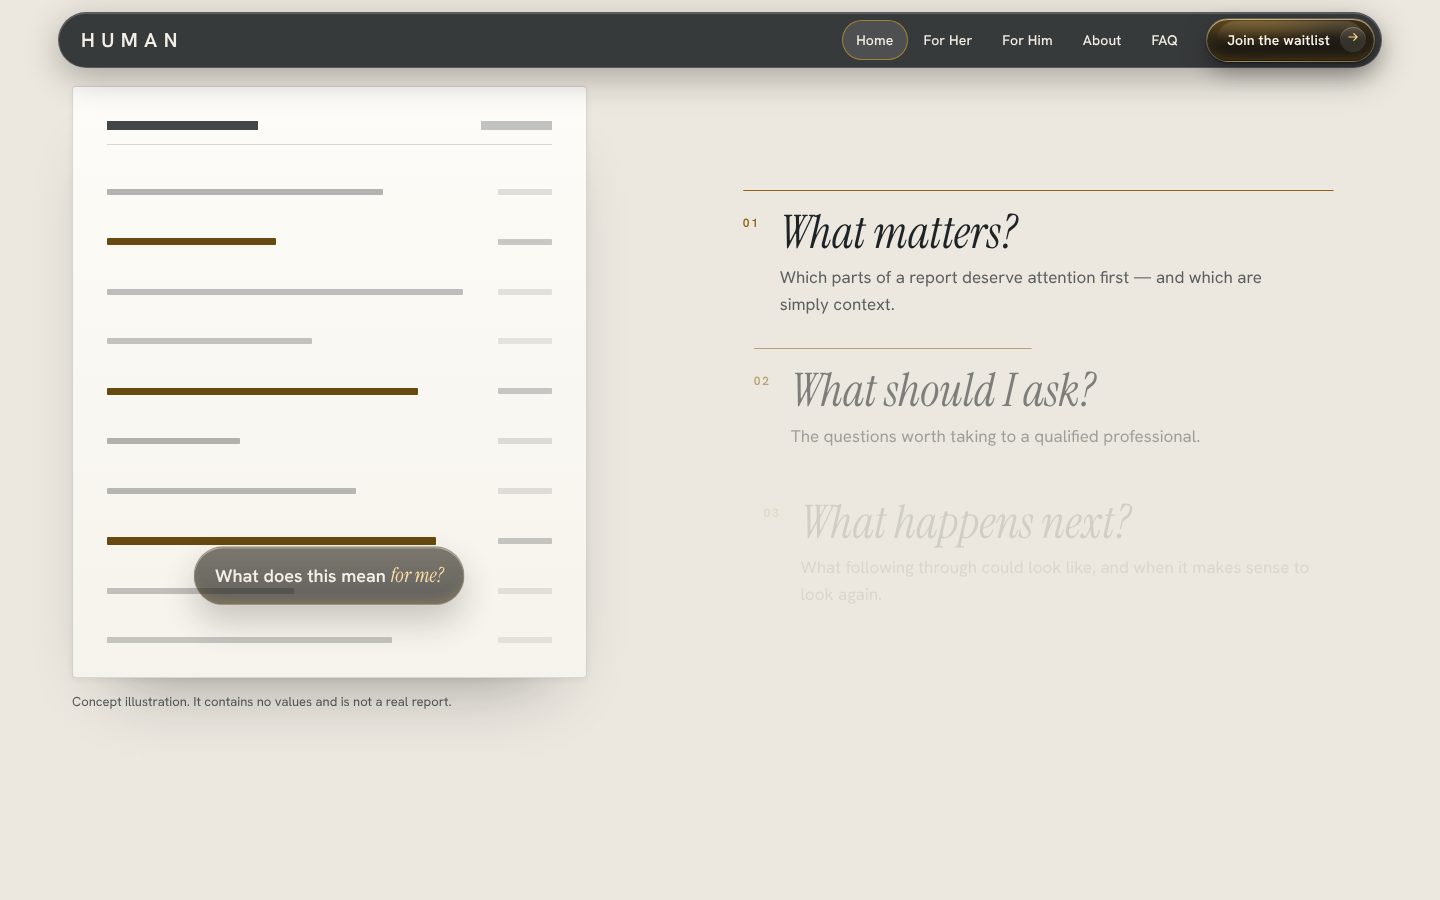 HUMAN
Home
For Her
For Him
About
FAQ
Join the waitlist
What does this mean for me?
Concept illustration. It contains no values and is not a real report.
01
What matters?
Which parts of a report deserve attention first — and which are
simply context.
02
What should I ask?
The questions worth taking to a qualified professional.
03
What happens next?
What following through could look like, and when it makes sense to
look again.